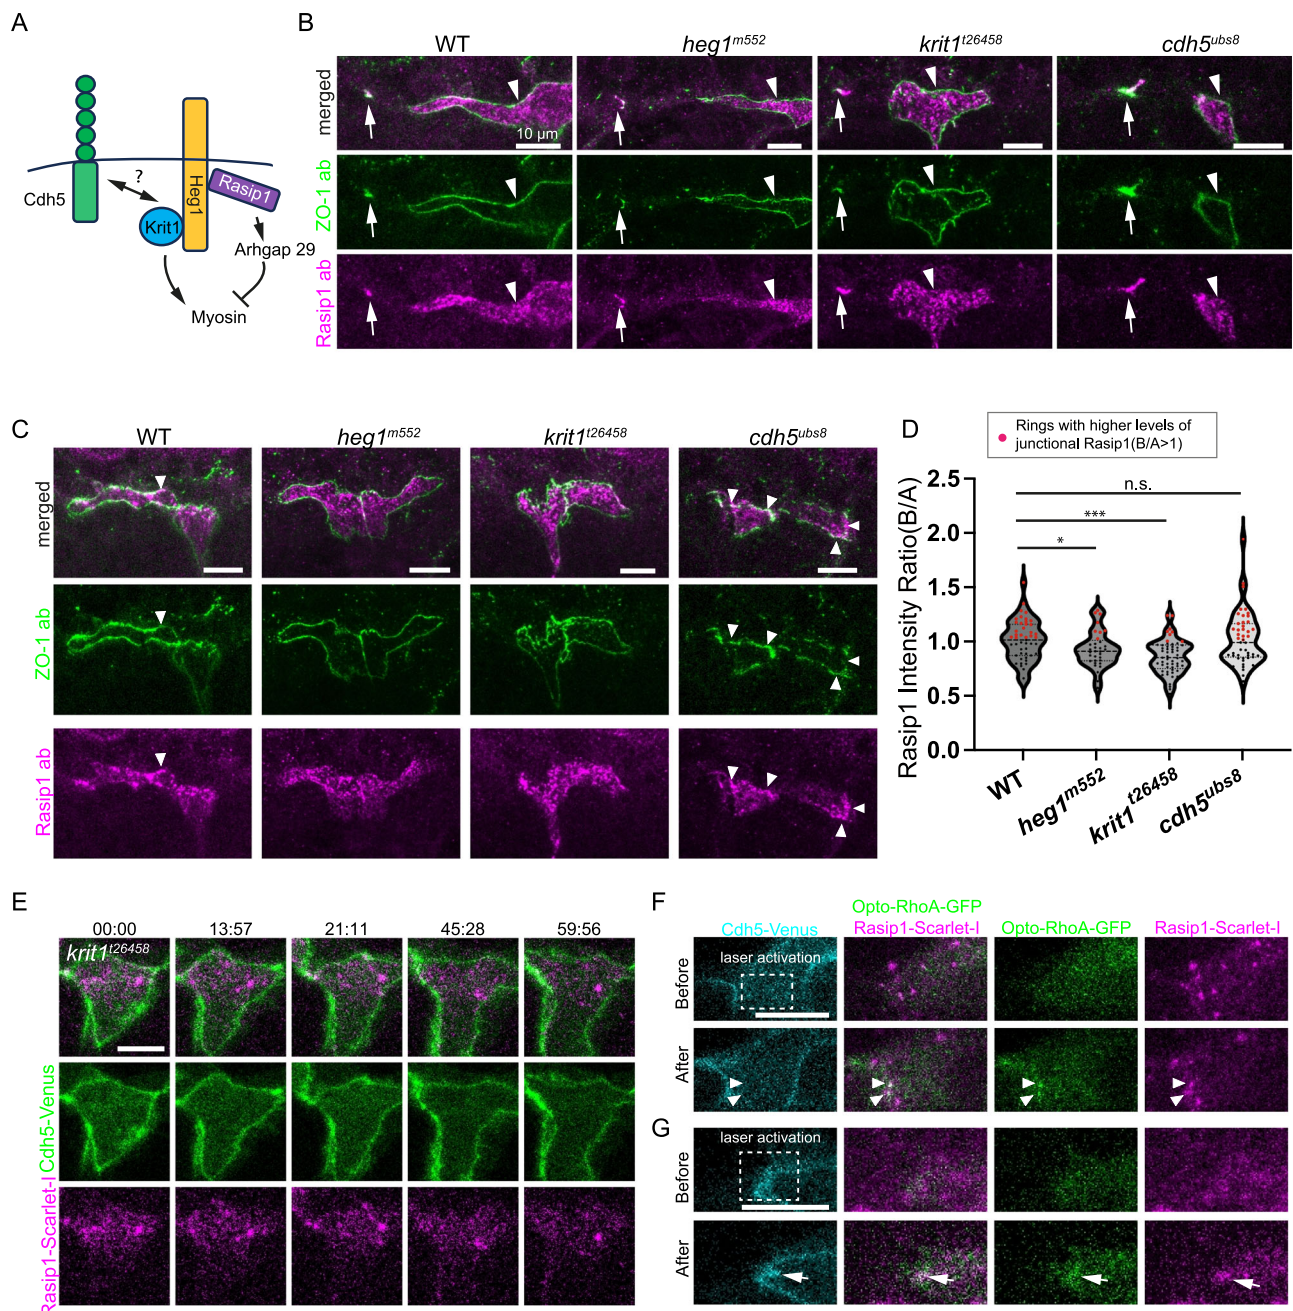 A
Cdh5
?
Krit1
Heg1
Rasip1
Arhgap 29
Myosin
B
WT
heg1m552
krit1t26458
cdh5ubs8
merged
10 µm
ZO-1 ab
Rasip1 ab
C
WT
heg1m552
krit1t26458
cdh5ubs8
merged
ZO-1 ab
Rasip1 ab
D
Rings with higher levels of
junctional Rasip1(B/A>1)
Rasip1 Intensity Ratio(B/A)
2.5
2.0
1.5
1.0
0.5
0.0
n.s.
***
*
WT
heg1m552
krit1t26458
cdh5ubs8
E
00:00
13:57
21:11
45:28
59:56
krit1t26458
Cdh5-Venus
Rasip1-Scarlet-I
F
Opto-RhoA-GFP
Cdh5-Venus
Rasip1-Scarlet-I
Opto-RhoA-GFP
Rasip1-Scarlet-I
laser activation
Before
After
G
laser activation
Before
After